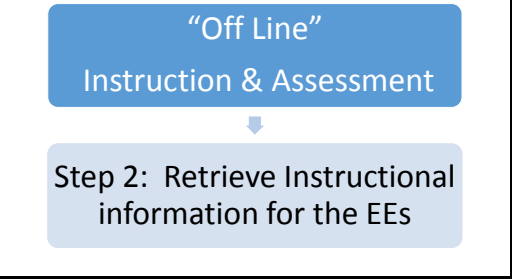 “Off Line”
Instruction & Assessment
Step 2:  Retrieve Instructional
information for the EEs